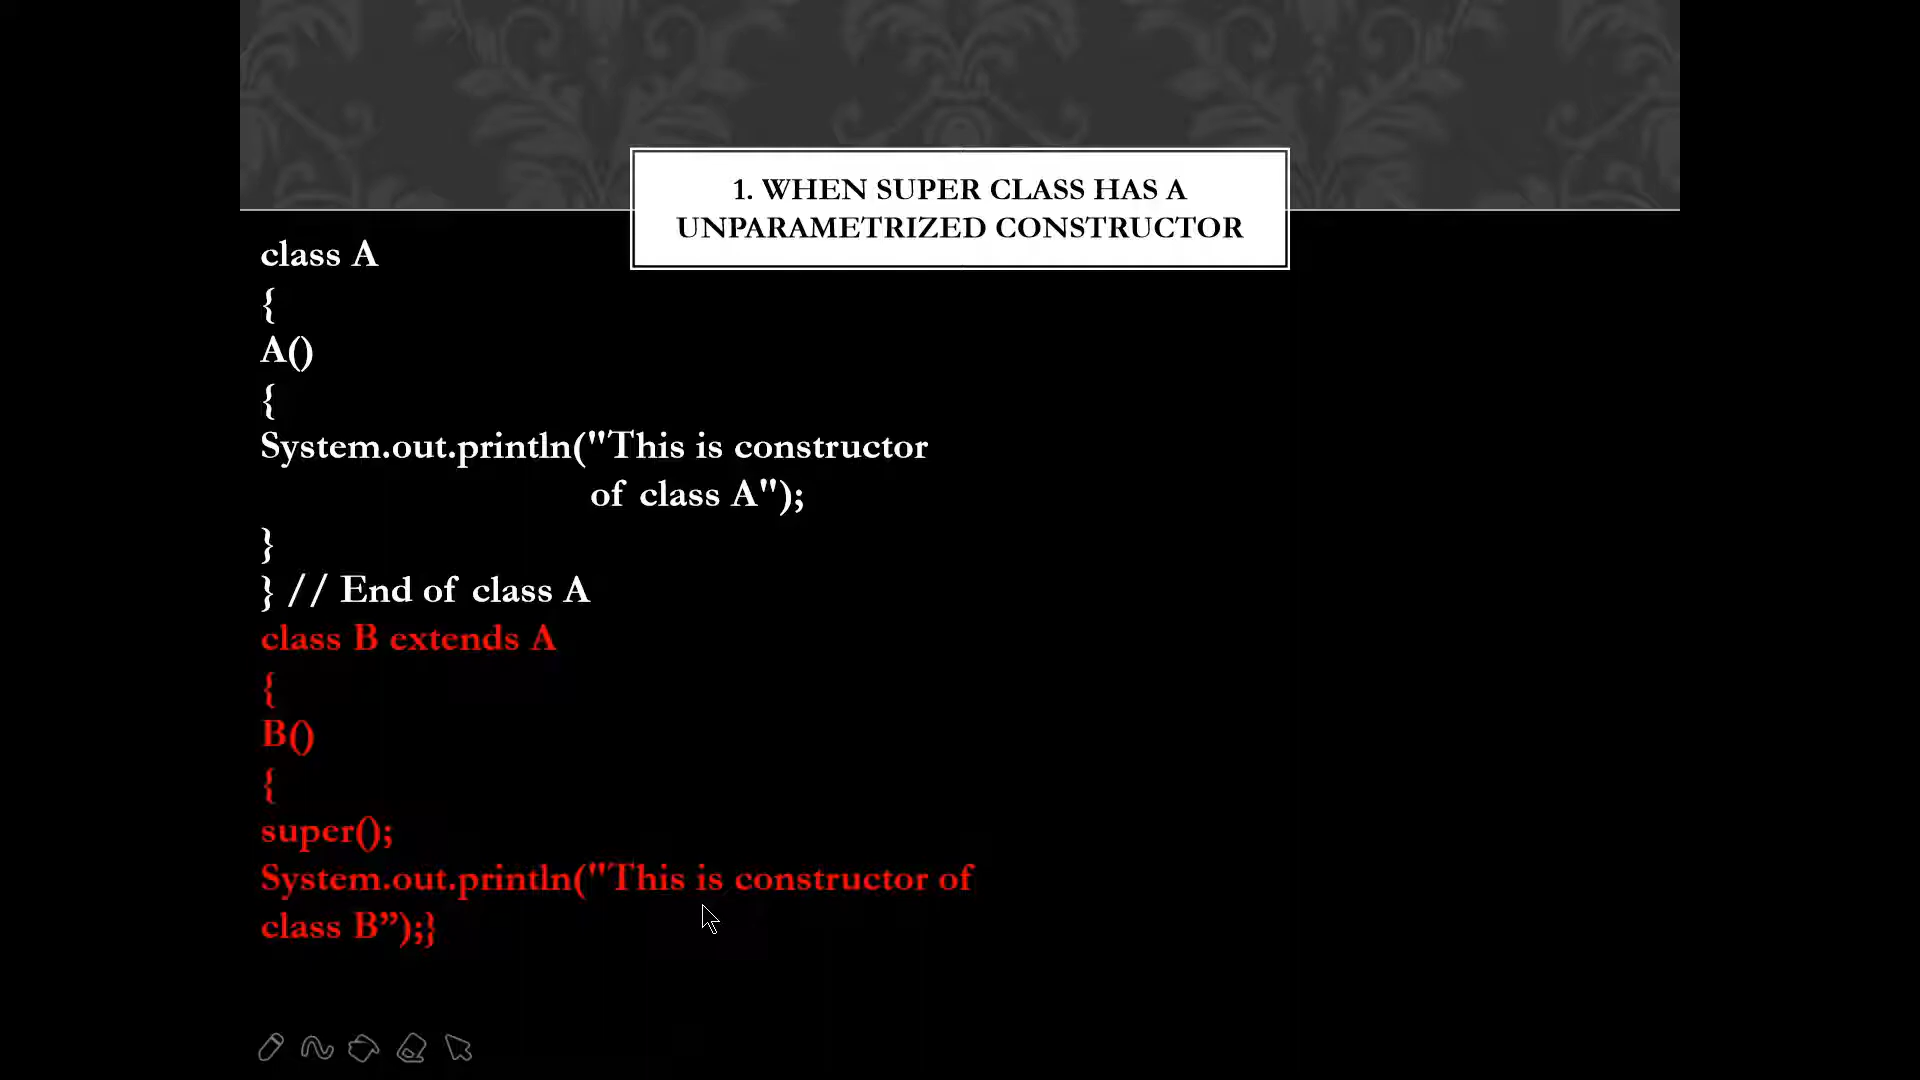 1. WHEN SUPER CLASS HAS A
UNPARAMETRIZED CONSTRUCTOR
class A
{
A()
{
System.out.println("This is constructor
of class A");
}
} // End of class A
class B extends A
{
B()
{
super();
System.out.println("This is constructor of
class B”);}